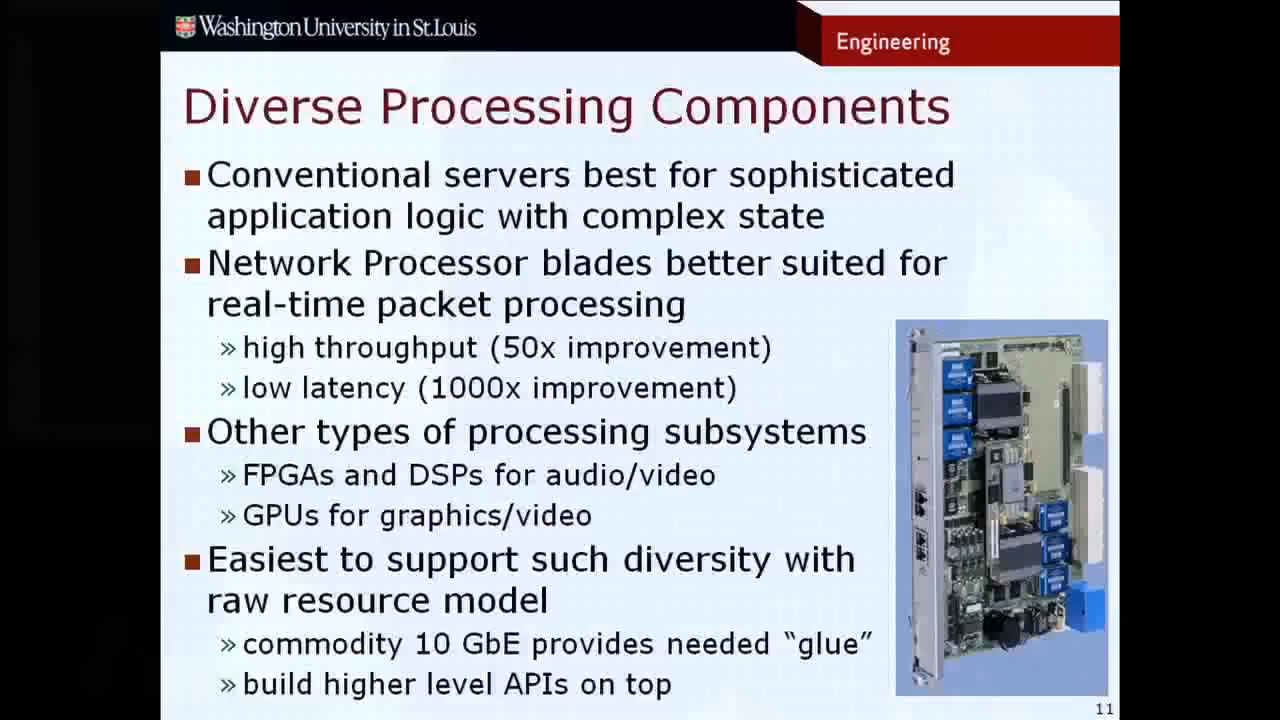 Washington University in St. Louis
Engineering
Diverse Processing Components
Conventional servers best for sophisticated
application logic with complex state
Network Processor blades better suited for
real-time packet processing
» high throughput (50x improvement)
» low latency (1000x improvement)
Other types of processing subsystems
» FPGAs and DSPs for audio/video
» GPUs for graphics/video
Easiest to support such diversity with
raw resource model
» commodity 10 GbE provides needed “glue”
» build higher level APIs on top
11